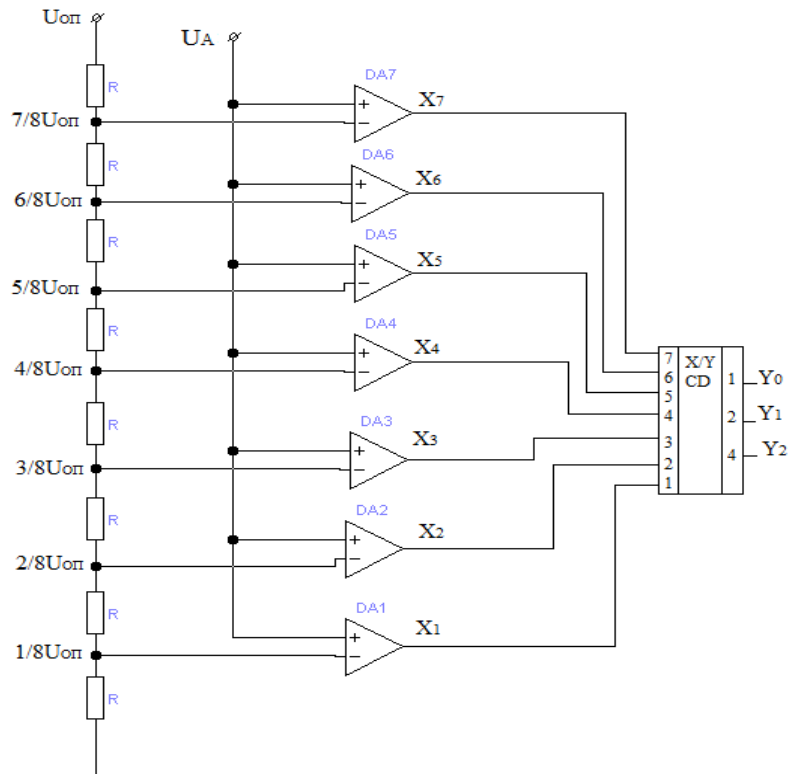 Uоп
UА
R
DA7
X7
7/8Uоп
R
DA6
X6
6/8Uоп
R
DA5
X5
5/8Uоп
R
DA4
X4
4/8Uоп
R
DA3
X3
3/8Uоп
R
DA2
X2
2/8Uоп
R
DA1
X1
1/8Uоп
R
7 X/Y
6 CD 1 Y0
5
4 2 Y1
3
2 4 Y2
1